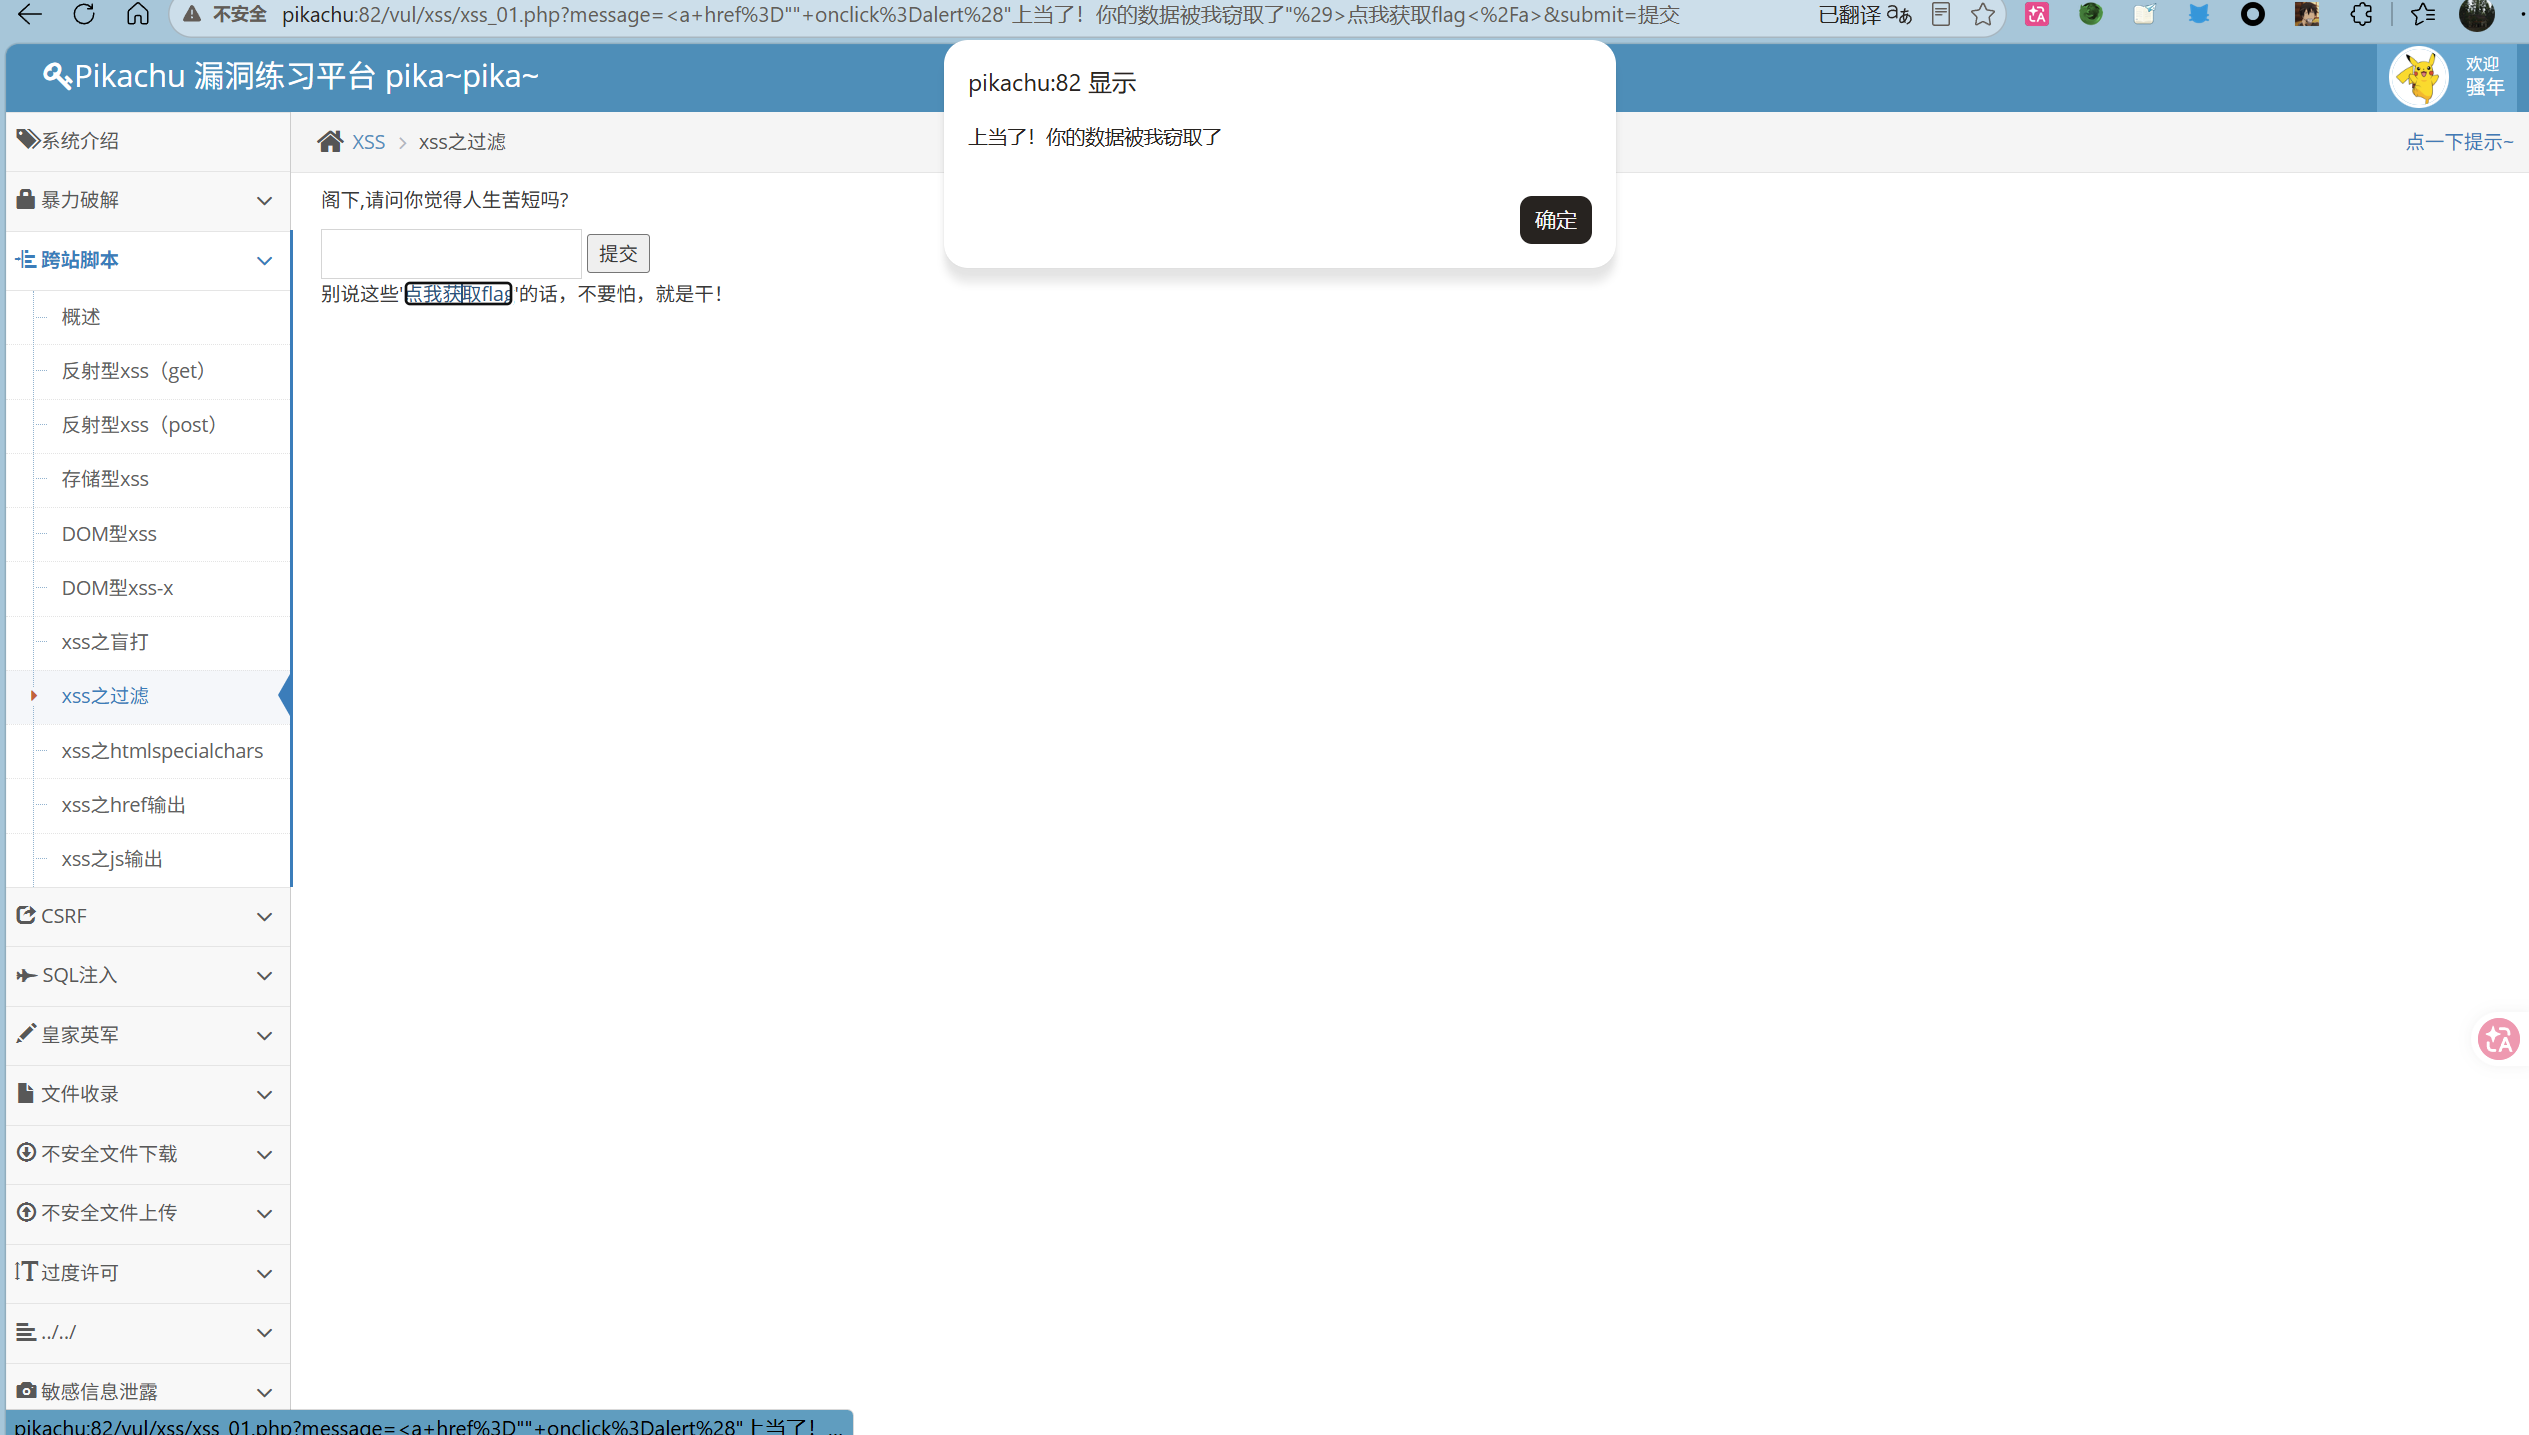 不安全 pikachu:82/vul/xss/xss_01.php?message=<a+href%3D""+onclick%3Dalert%28"上当了！你的数据被我窃取了"%29>点我获取flag<%2Fa>&submit=提交 已翻译
Pikachu 漏洞练习平台 pika~pika~
欢迎
骚年
pikachu:82 显示
上当了！你的数据被我窃取了
确定
系统介绍
暴力破解
跨站脚本
概述
反射型xss（get）
反射型xss（post）
存储型xss
DOM型xss
DOM型xss-x
xss之盲打
xss之过滤
xss之htmlspecialchars
xss之href输出
xss之js输出
CSRF
SQL注入
皇家英军
文件收录
不安全文件下载
不安全文件上传
过度许可
../../
敏感信息泄露
XSS > xss之过滤
点一下提示~
阁下,请问你觉得人生苦短吗?
提交
别说这些'点我获取flag'的话，不要怕，就是干！
pikachu:82/vul/xss/xss_01.php?message=<a+href%3D""+onclick%3Dalert%28"上当了！...